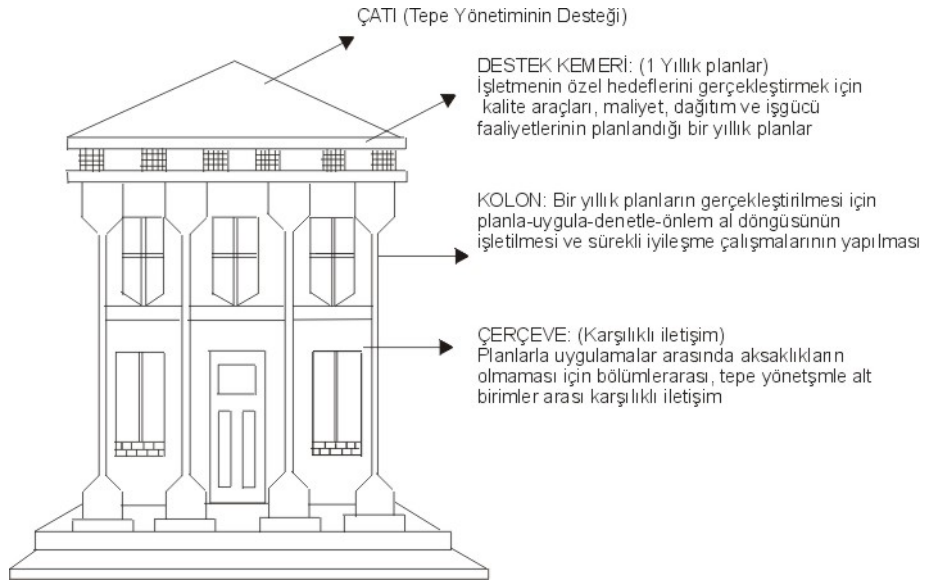 ÇATI (Tepe Yönetiminin Desteği)
DESTEK KEMERİ: (1 Yıllık planlar)
İşletmenin özel hedeflerini gerçekleştirmek için
kalite araçları, maliyet, dağıtım ve işgücü
faaliyetlerinin planlandığı bir yıllık planlar
KOLON: Bir yıllık planların gerçekleştirilmesi için
planla-uygula-denetle-önlem al döngüsünün
işletilmesi ve sürekli iyileşme çalışmalarının yapılması
ÇERÇEVE: (Karşılıklı iletişim)
Planlarla uygulamalar arasında aksaklıkların
olmaması için bölümlerarası, tepe yönetşmle alt
birimler arası karşılıklı iletişim